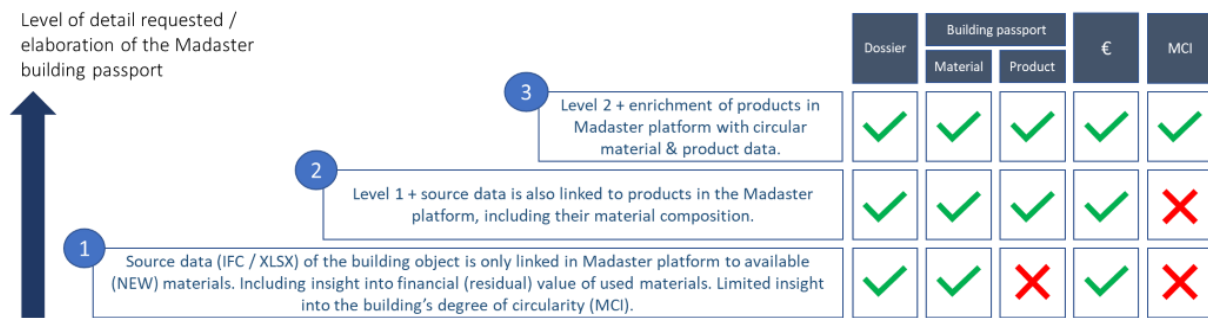 Level of detail requested /
elaboration of the Madaster
building passport
Dossier
Building passport
Material
Product
€
MCI
3
Level 2 + enrichment of products in
Madaster platform with circular
material & product data.
2
Level 1 + source data is also linked to products in the Madaster
platform, including their material composition.
1
Source data (IFC / XLSX) of the building object is only linked in Madaster platform to available
(NEW) materials. Including insight into financial (residual) value of used materials. Limited insight
into the building’s degree of circularity (MCI).